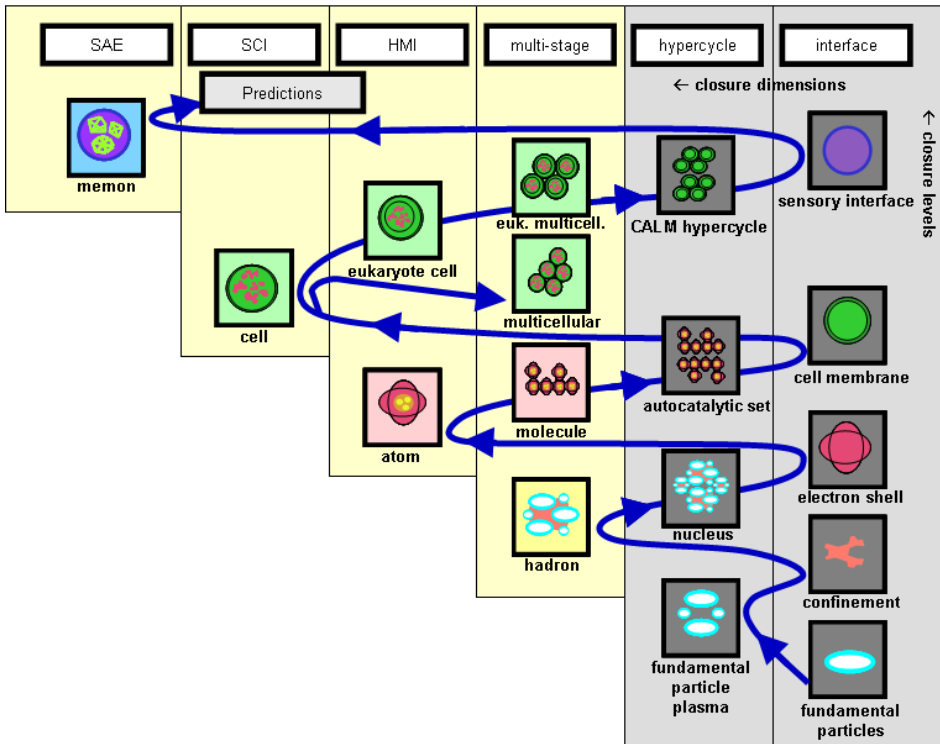 SAE
SCI
HMI
multi-stage
hypercycle
interface
Predictions
← closure dimensions
← closure levels
memon
euk. multicell.
CALM hypercycle
sensory interface
eukaryote cell
cell
multicellular
cell membrane
autocatalytic set
molecule
atom
electron shell
nucleus
hadron
confinement
fundamental
particle
plasma
fundamental
particles